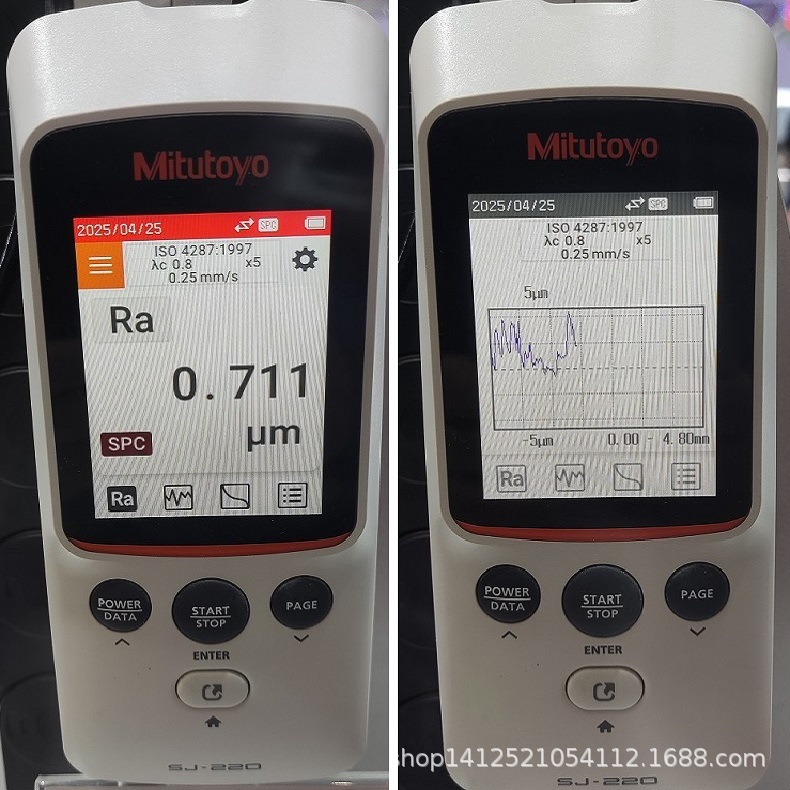 Mitutoyo
2025/04/25 SPC
ISO 4287:1997
λc 0.8 x5
0.25mm/s
Ra
0.711
SPC µm
Ra
POWER
DATA
START
STOP
PAGE
ENTER
SJ-220
Mitutoyo
2025/04/25 SPC
ISO 4287:1997
λc 0.8 x5
0.25mm/s
5µm
-5µm 0.00 - 4.80mm
Ra
POWER
DATA
START
STOP
PAGE
ENTER
SJ-220
shop1412521054112.1688.com